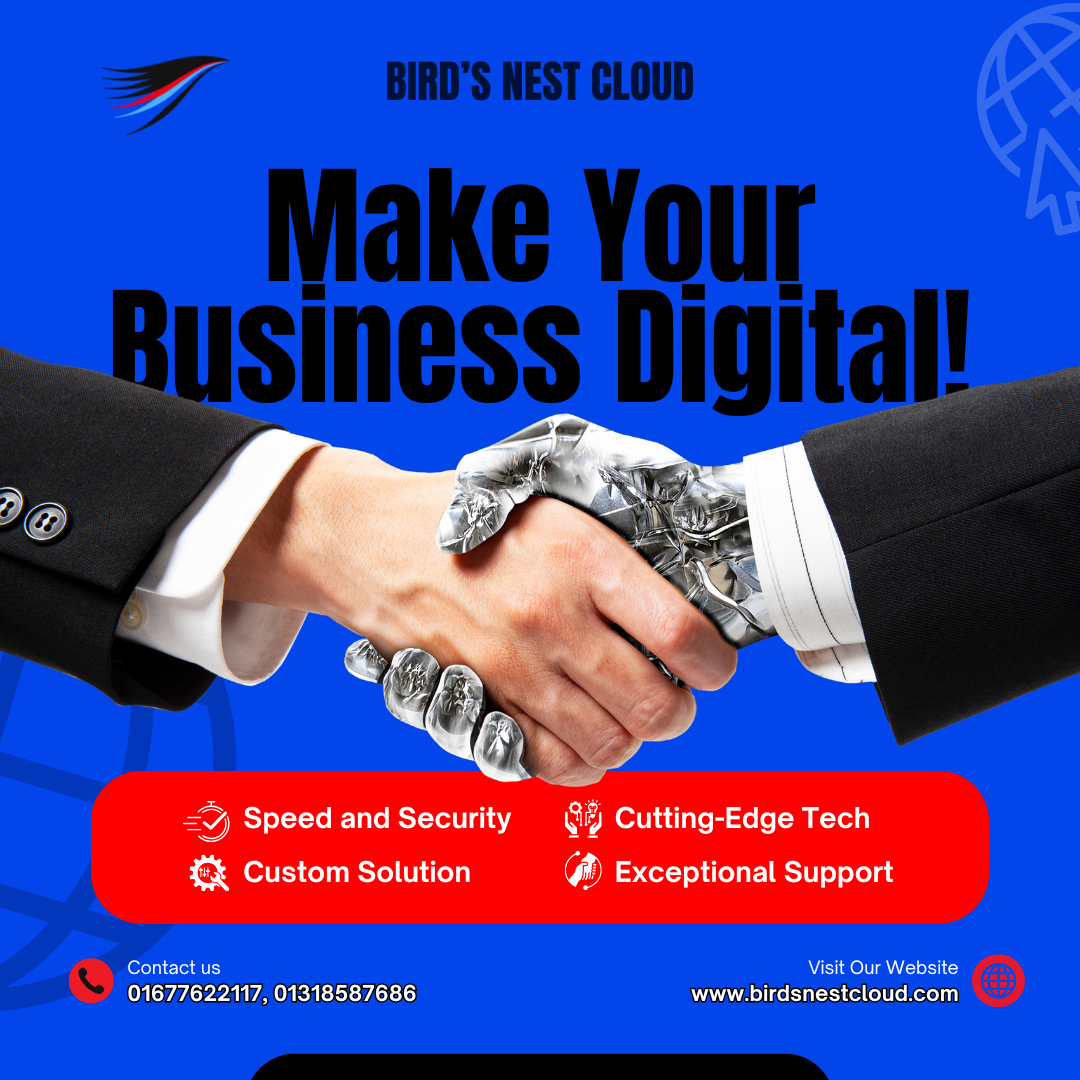 BIRD'S NEST CLOUD
Make Your
Business Digital!
Speed and Security
Cutting-Edge Tech
Custom Solution
Exceptional Support
Contact us
01677622117, 01318587686
Visit Our Website
www.birdsnestcloud.com